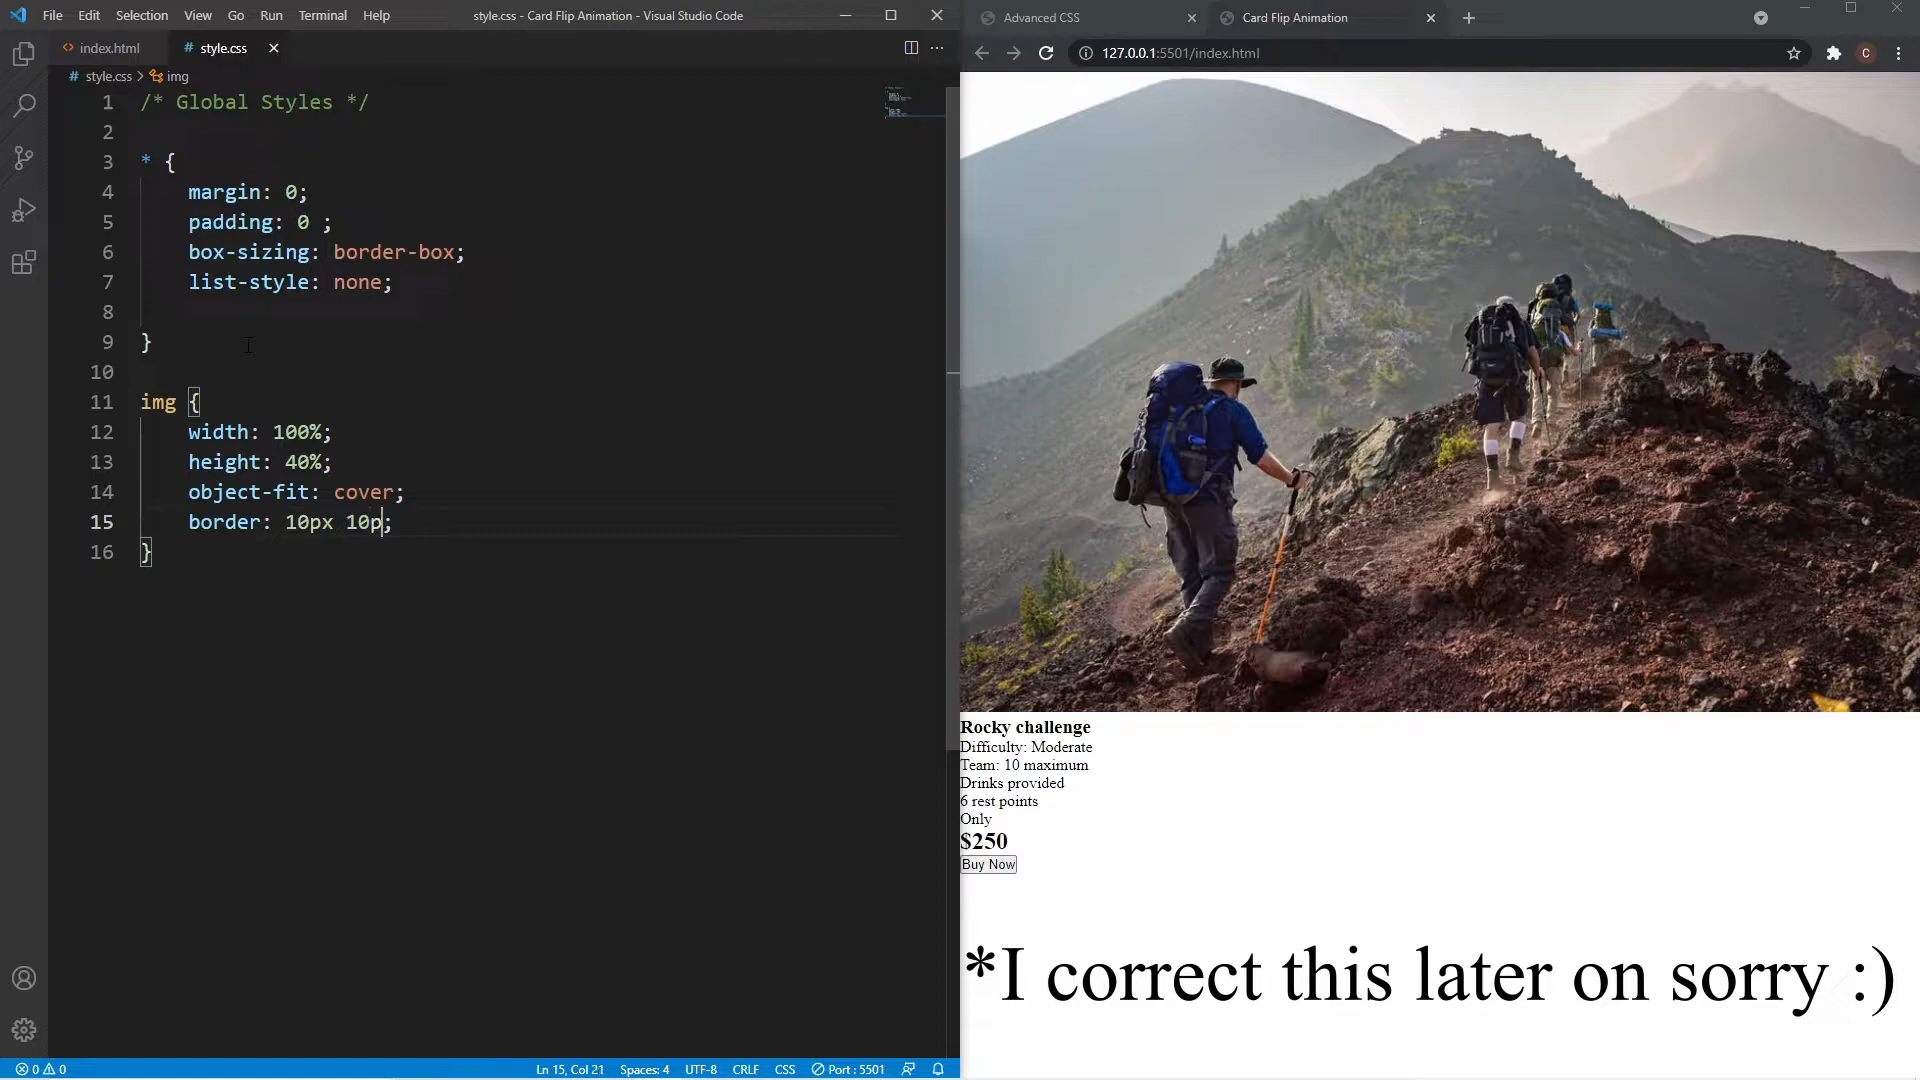 File Edit Selection View Go Run Terminal Help style.css - Card Flip Animation - Visual Studio Code
index.html # style.css
# style.css > img
1 /* Global Styles */
2
3 * {
4 margin: 0;
5 padding: 0 ;
6 box-sizing: border-box;
7 list-style: none;
8
9 }
10
11 img {
12 width: 100%;
13 height: 40%;
14 object-fit: cover;
15 border: 10px 10p;
16 }
0 0 Ln 15, Col 21 Spaces: 4 UTF-8 CRLF CSS Port : 5501
Advanced CSS Card Flip Animation
127.0.0.1:5501/index.html C
Rocky challenge
Difficulty: Moderate
Team: 10 maximum
Drinks provided
6 rest points
Only
$250
Buy Now
*I correct this later on sorry :)